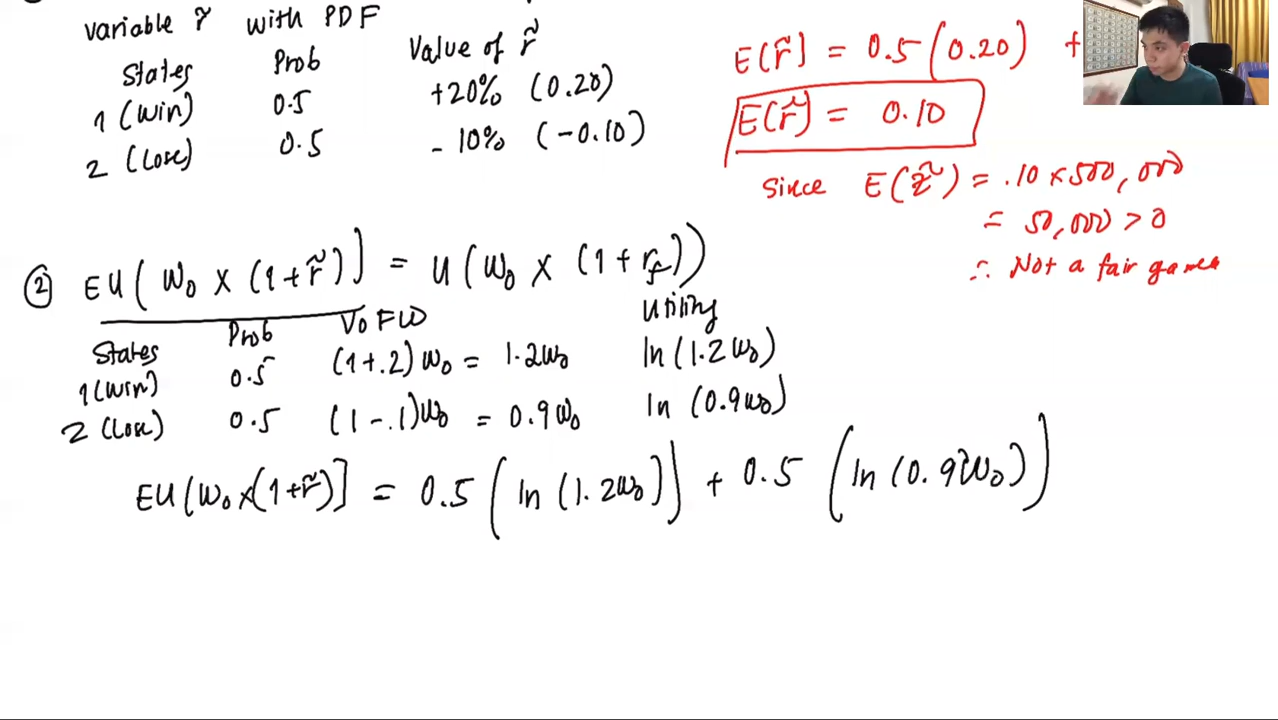 variable r̃ with PDF
States Prob Value of r̃
1 (Win) 0.5 +20% (0.20)
2 (Lose) 0.5 - 10% (-0.10)
E(r̃] = 0.5 (0.20) +
E(r̃] = 0.10
Since E(z̃) = .10 x 500,000
= 50,000 > 0
∴ Not a fair game
② EU( W₀ x (1+r̃)] = U(W₀ x (1+r_f))
States Prob V₀ FW Utility
1 (Win) 0.5 (1+.2)W₀ = 1.2W₀ ln(1.2W₀)
2 (Lose) 0.5 (1-.1)W₀ = 0.9W₀ ln (0.9W₀)
EU(W₀x(1+r̃)] = 0.5 (ln (1.2W₀)) + 0.5 (ln (0.9W₀))